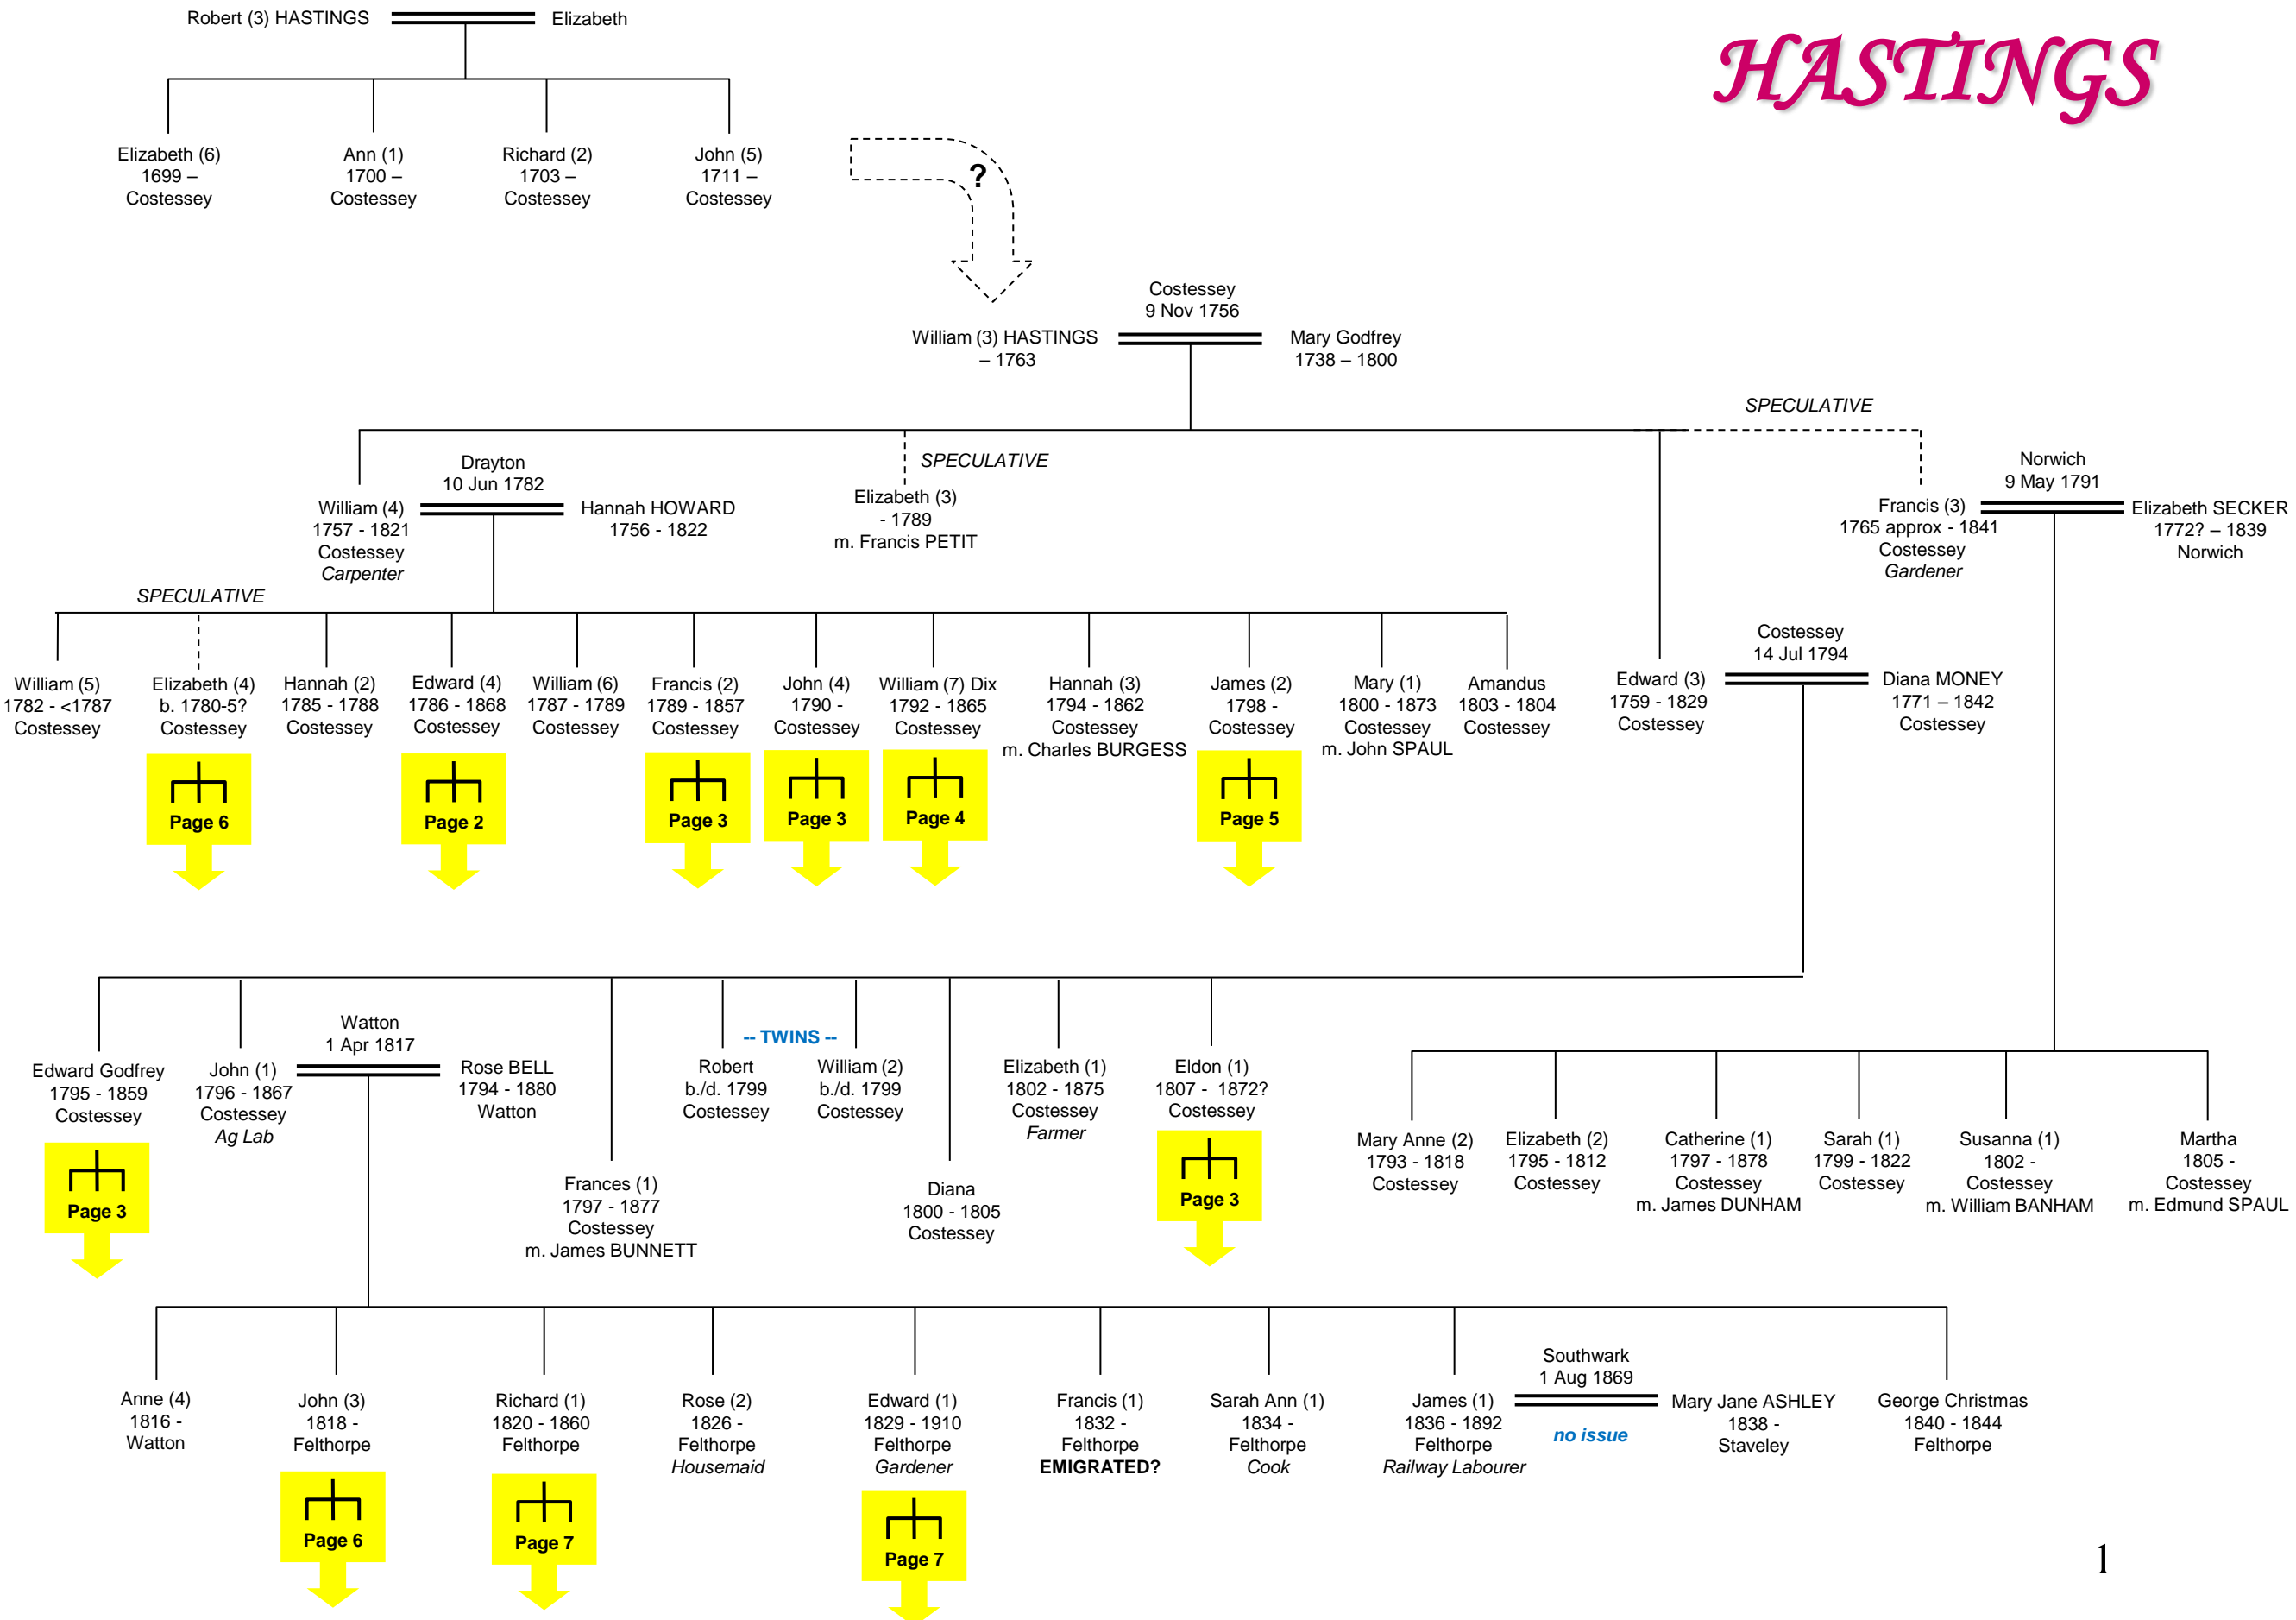 HASTINGS
Robert (3) HASTINGS
Elizabeth
Elizabeth (6)
1699 –
Costessey
Ann (1)
1700 –
Costessey
Richard (2)
1703 –
Costessey
John (5)
1711 –
Costessey
?
Costessey
9 Nov 1756
William (3) HASTINGS
– 1763
Mary Godfrey
1738 – 1800
SPECULATIVE
Drayton
10 Jun 1782
William (4)
1757 - 1821
Costessey
Carpenter
Hannah HOWARD
1756 - 1822
SPECULATIVE
Elizabeth (3)
- 1789
m. Francis PETIT
Norwich
9 May 1791
Francis (3)
1765 approx - 1841
Costessey
Gardener
Elizabeth SECKER
1772? – 1839
Norwich
SPECULATIVE
William (5)
1782 - <1787
Costessey
Elizabeth (4)
b. 1780-5?
Costessey
Page 6
Hannah (2)
1785 - 1788
Costessey
Edward (4)
1786 - 1868
Costessey
Page 2
William (6)
1787 - 1789
Costessey
Francis (2)
1789 - 1857
Costessey
Page 3
John (4)
1790 -
Costessey
Page 3
William (7) Dix
1792 - 1865
Costessey
Page 4
Hannah (3)
1794 - 1862
Costessey
m. Charles BURGESS
James (2)
1798 -
Costessey
Page 5
Mary (1)
1800 - 1873
Costessey
m. John SPAUL
Amandus
1803 - 1804
Costessey
Costessey
14 Jul 1794
Edward (3)
1759 - 1829
Costessey
Diana MONEY
1771 – 1842
Costessey
Edward Godfrey
1795 - 1859
Costessey
Page 3
Watton
1 Apr 1817
John (1)
1796 - 1867
Costessey
Ag Lab
Rose BELL
1794 - 1880
Watton
Frances (1)
1797 - 1877
Costessey
m. James BUNNETT
-- TWINS --
Robert
b./d. 1799
Costessey
William (2)
b./d. 1799
Costessey
Diana
1800 - 1805
Costessey
Elizabeth (1)
1802 - 1875
Costessey
Farmer
Eldon (1)
1807 - 1872?
Costessey
Page 3
Mary Anne (2)
1793 - 1818
Costessey
Elizabeth (2)
1795 - 1812
Costessey
Catherine (1)
1797 - 1878
Costessey
m. James DUNHAM
Sarah (1)
1799 - 1822
Costessey
Susanna (1)
1802 -
Costessey
m. William BANHAM
Martha
1805 -
Costessey
m. Edmund SPAUL
Anne (4)
1816 -
Watton
John (3)
1818 -
Felthorpe
Page 6
Richard (1)
1820 - 1860
Felthorpe
Page 7
Rose (2)
1826 -
Felthorpe
Housemaid
Edward (1)
1829 - 1910
Felthorpe
Gardener
Page 7
Francis (1)
1832 -
Felthorpe
EMIGRATED?
Sarah Ann (1)
1834 -
Felthorpe
Cook
James (1)
1836 - 1892
Felthorpe
Railway Labourer
Southwark
1 Aug 1869
no issue
Mary Jane ASHLEY
1838 -
Staveley
George Christmas
1840 - 1844
Felthorpe
1